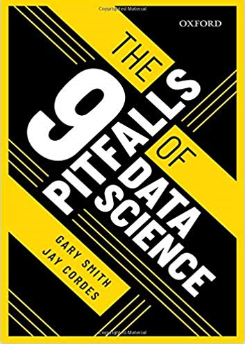 OXFORD
THE
9
PITFALLS
OF
DATA
SCIENCE
GARY SMITH
JAY CORDES